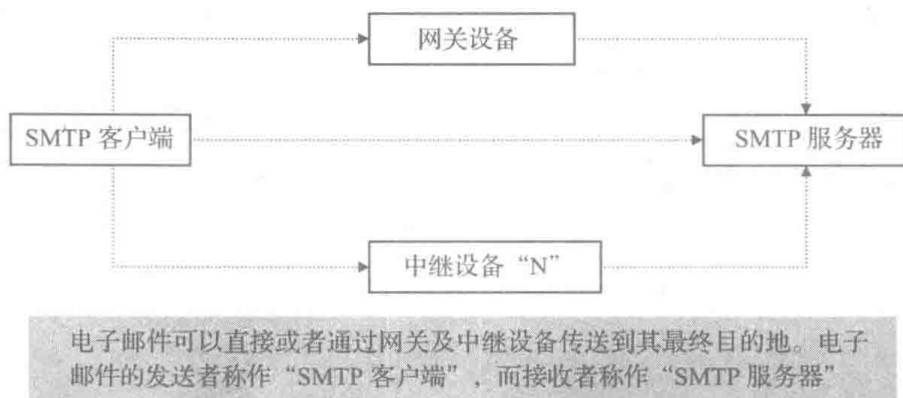 网关设备
SMTP 客户端
SMTP 服务器
中继设备“N”
电子邮件可以直接或者通过网关及中继设备传送到其最终目的地。电子
邮件的发送者称作“SMTP 客户端”，而接收者称作“SMTP 服务器”